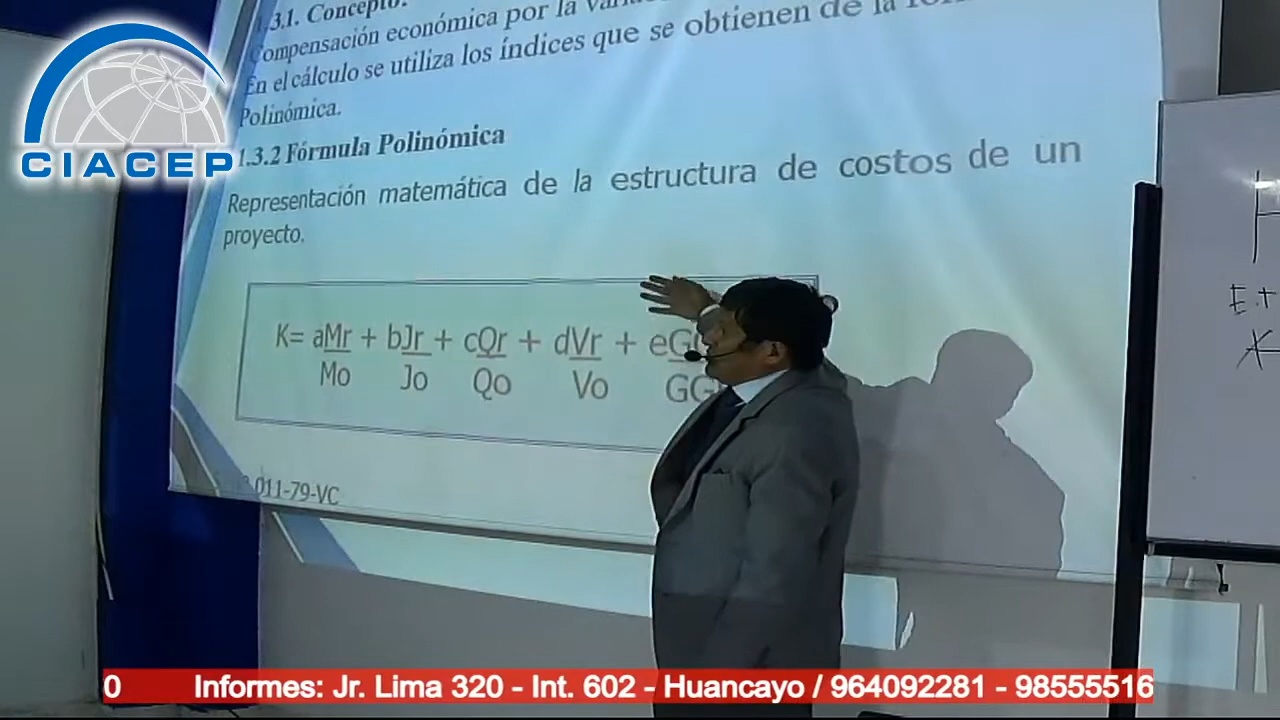 CIACEP
1.3.1. Concepto.
Compensación económica por la
En el cálculo se utiliza los índices que se obtienen de la
Polinómica.
1.3.2 Fórmula Polinómica
Representación matemática de la estructura de costos de un
proyecto.
K= aMr + bJr + cQr + dVr + eG
Mo Jo Qo Vo GG
011-79-VC
E.+
0 Informes: Jr. Lima 320 - Int. 602 - Huancayo / 964092281 - 98555516